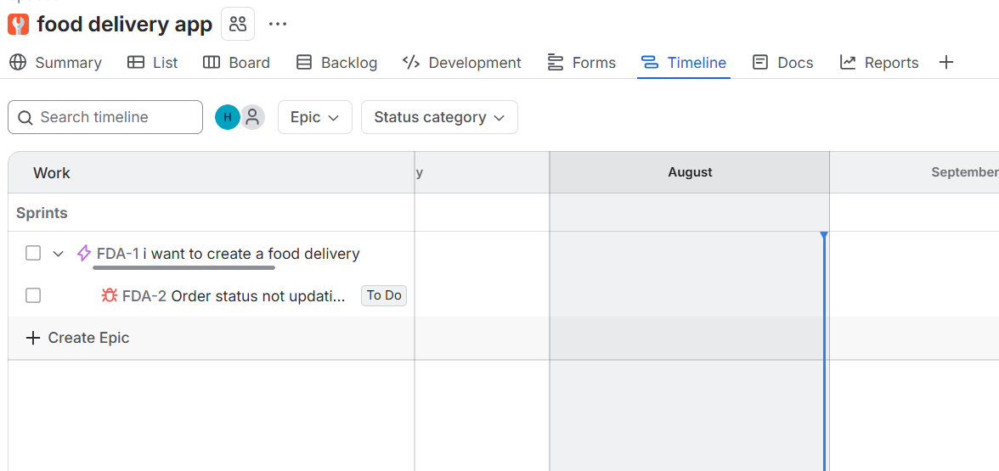 food delivery app
Summary List Board Backlog Development Forms Timeline Docs Reports
Search timeline H Epic Status category
Work y August September
Sprints
FDA-1 i want to create a food delivery
FDA-2 Order status not updati... To Do
Create Epic